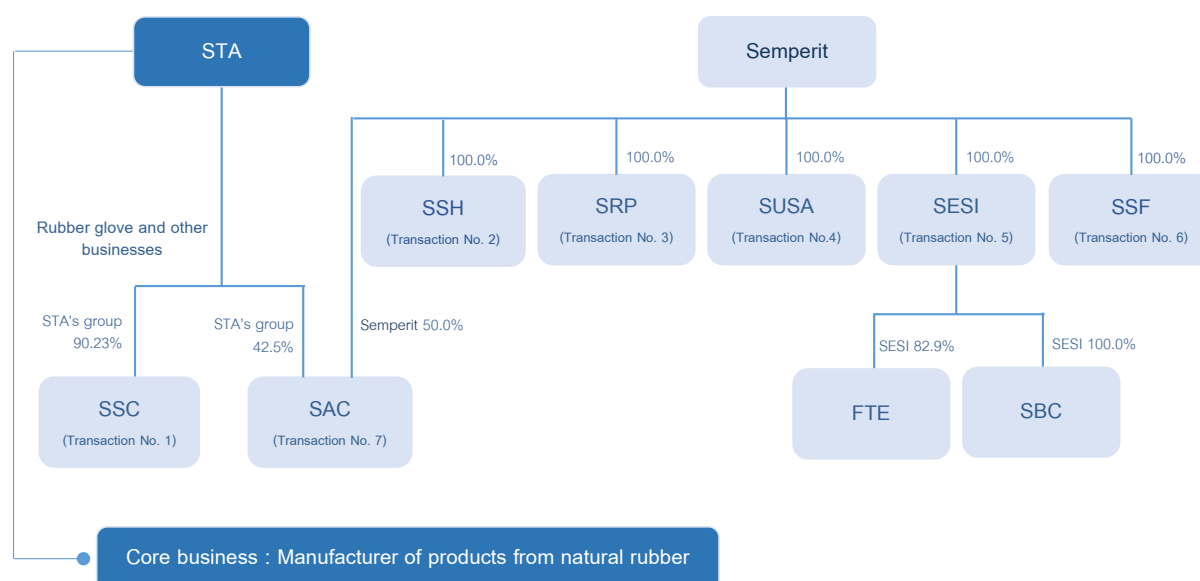 STA
Semperit
100.0%
100.0%
100.0%
100.0%
100.0%
SSH
(Transaction No. 2)
SRP
(Transaction No. 3)
SUSA
(Transaction No.4)
SESI
(Transaction No. 5)
SSF
(Transaction No. 6)
Rubber glove and other
businesses
STA's group
90.23%
STA's group
42.5%
Semperit 50.0%
SESI 82.9%
SESI 100.0%
SSC
(Transaction No. 1)
SAC
(Transaction No. 7)
FTE
SBC
Core business : Manufacturer of products from natural rubber